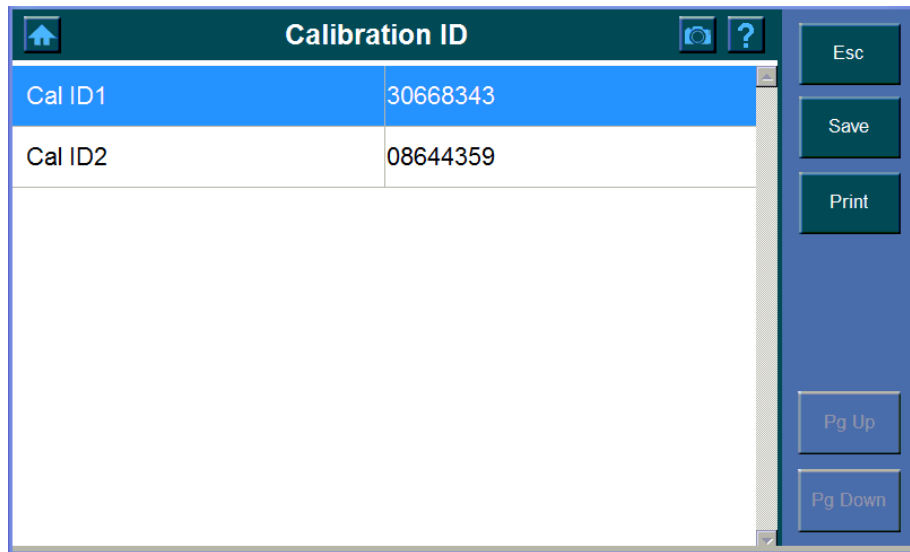 Calibration ID
?
Cal ID1 30668343
Cal ID2 08644359
Esc
Save
Print
Pg Up
Pg Down